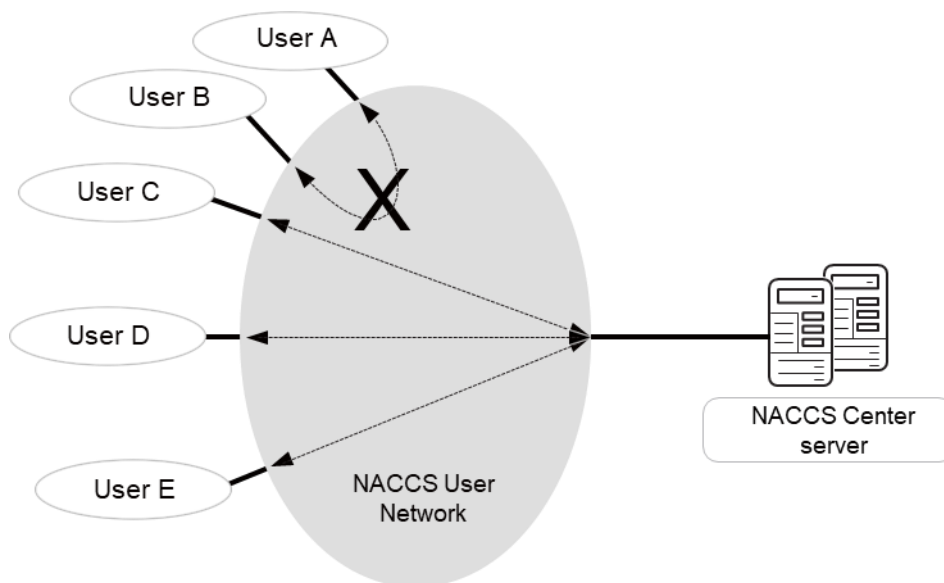 User A
User B
User C
User D
User E
X
NACCS User
Network
NACCS Center
server